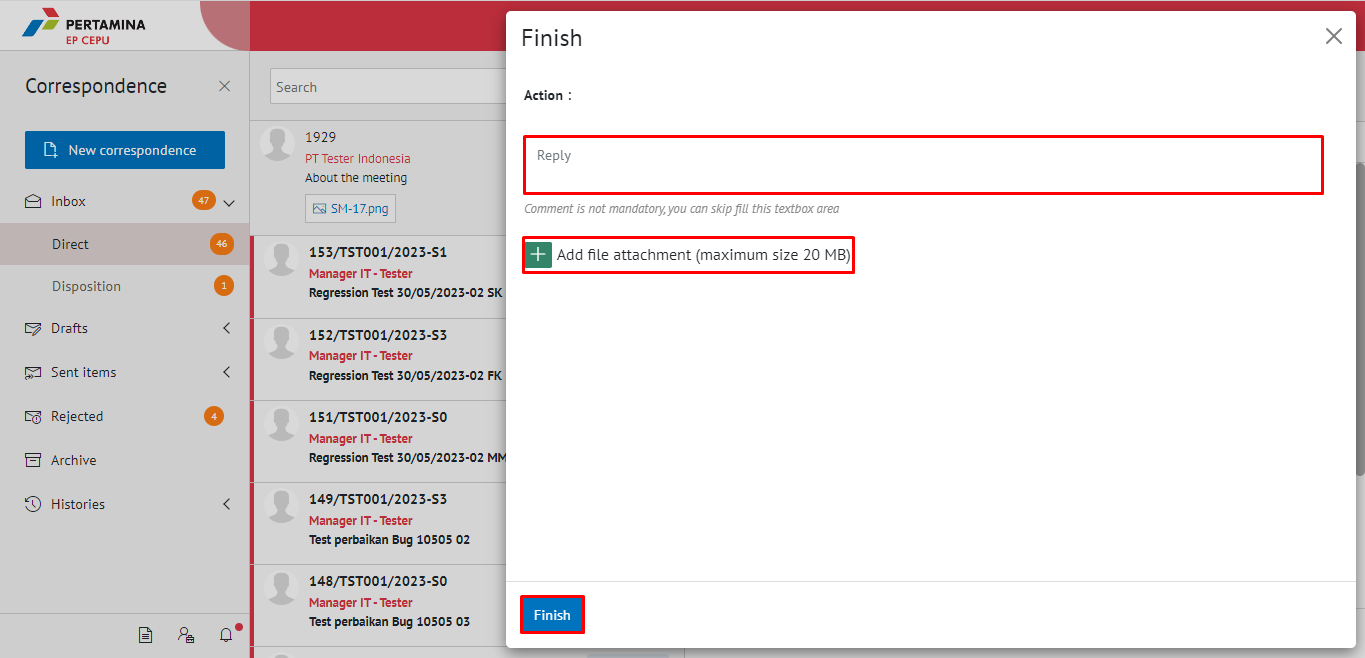 PERTAMINA
EP CEPU
Correspondence
New correspondence
Inbox
47
Direct
46
Disposition
1
Drafts
Sent items
Rejected
4
Archive
Histories
Search
1929
PT Tester Indonesia
About the meeting
SM-17.png
153/TST001/2023-S1
Manager IT - Tester
Regression Test 30/05/2023-02 SK
152/TST001/2023-S3
Manager IT - Tester
Regression Test 30/05/2023-02 FK
151/TST001/2023-S0
Manager IT - Tester
Regression Test 30/05/2023-02 MM
149/TST001/2023-S3
Manager IT - Tester
Test perbaikan Bug 10505 02
148/TST001/2023-S0
Manager IT - Tester
Test perbaikan Bug 10505 03
Finish
Action :
Reply
Comment is not mandatory, you can skip fill this textbox area
Add file attachment (maximum size 20 MB)
Finish